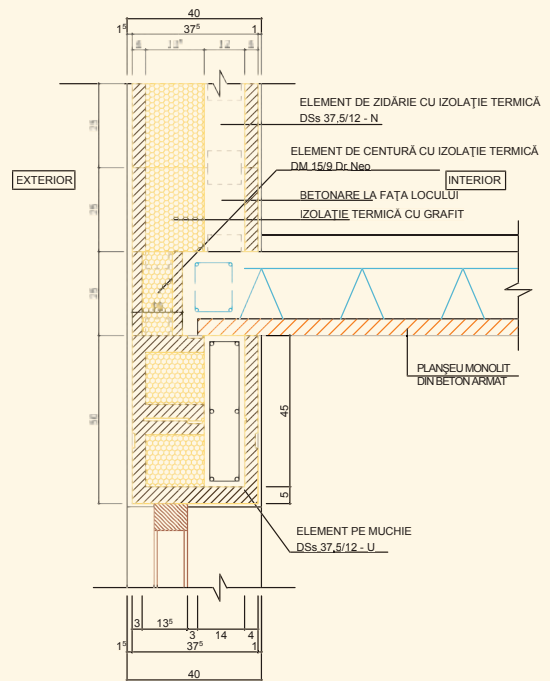 40
1⁵ 37⁵ 1
12
ELEMENT DE ZIDĂRIE CU IZOLAȚIE TERMICĂ
DSs 37,5/12 - N
25
ELEMENT DE CENTURĂ CU IZOLAȚIE TERMICĂ
DM 15/9 Dr. Neo
EXTERIOR
INTERIOR
BETONARE LA FAȚA LOCULUI
25
IZOLAȚIE TERMICĂ CU GRAFIT
25
PLANŞEU MONOLIT
DIN BETON ARMAT
50
45
5
ELEMENT PE MUCHIE
DSs 37,5/12 - U
3 13⁵ 3 14 4
1⁵ 37⁵ 1
40